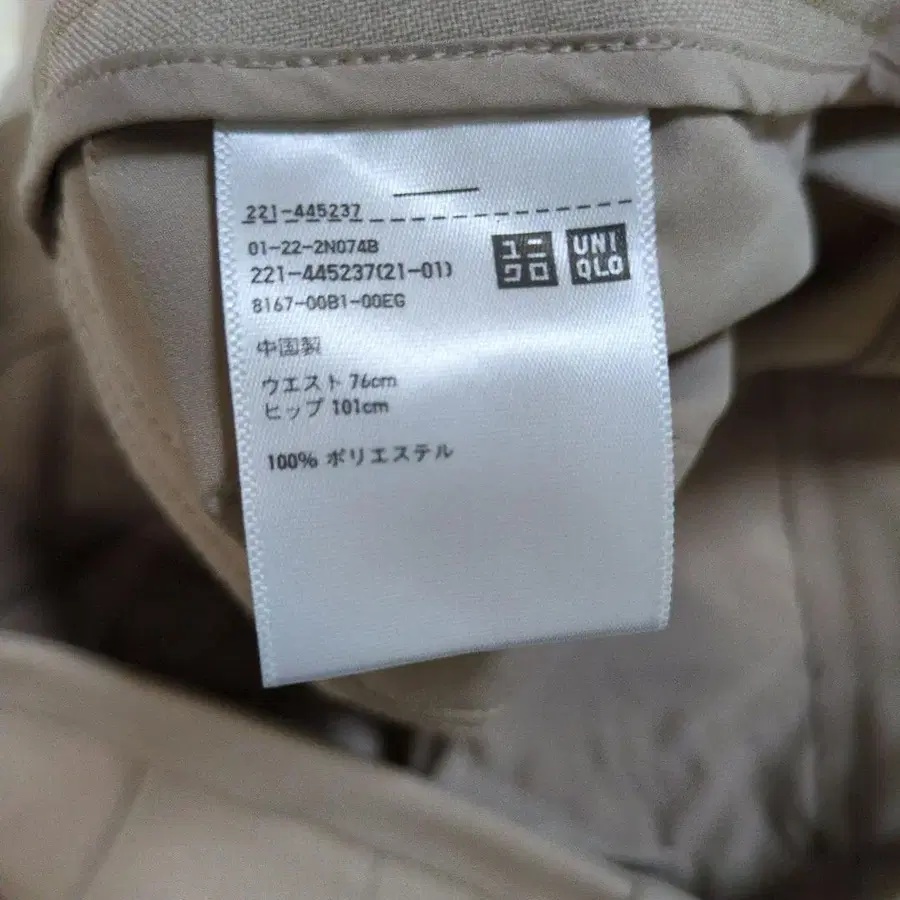 221-445237
01-22-2N074B
221-445237(21-01)
8167-00B1-00EG
ユニ
クロ
UNI
QLO
中国製
ウエスト 76cm
ヒップ 101cm
100% ポリエステル